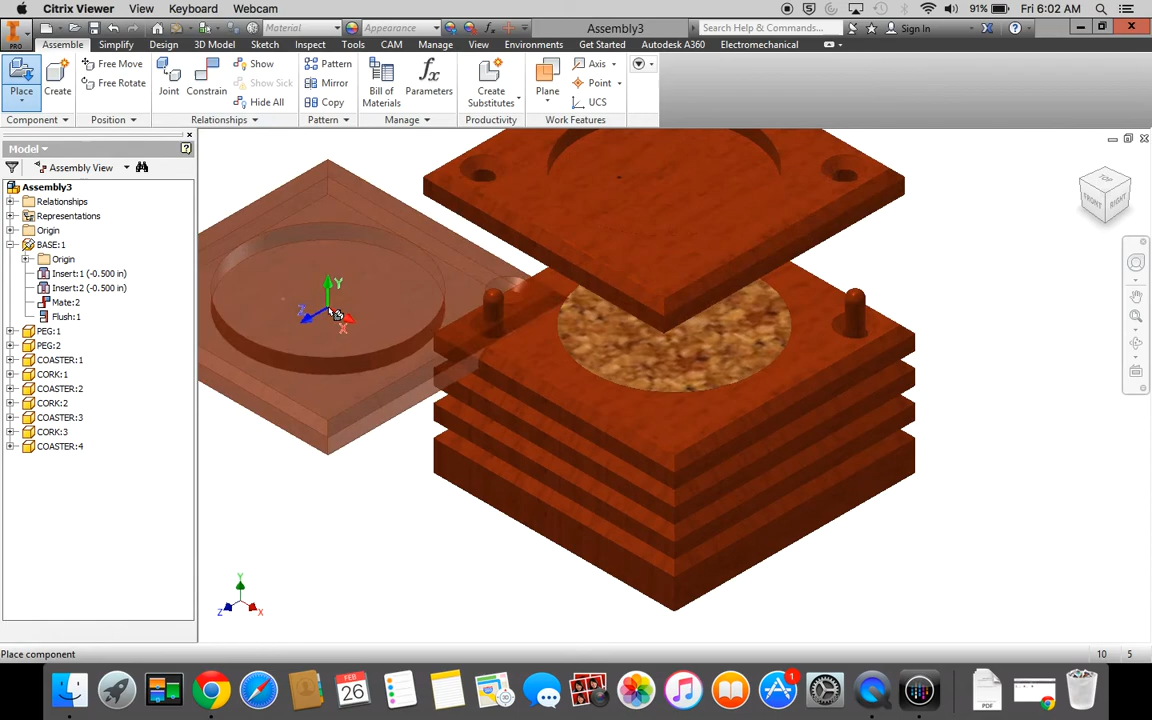 Citrix Viewer View Keyboard Webcam 91% Fri 6:02 AM
PRO Material Appearance Assembly3 Search Help & Commands... Sign In
Assemble Simplify Design 3D Model Sketch Inspect Tools CAM Manage View Environments Get Started Autodesk A360 Electromechanical
Place Create Free Move Free Rotate Joint Constrain Show Show Sick Hide All Pattern Mirror Copy Bill of Materials Parameters Create Substitutes Plane Axis Point UCS
Component Position Relationships Pattern Manage Productivity Work Features
Model
Assembly View
Assembly3
Relationships
Representations
Origin
BASE:1
Origin
Insert:1 (-0.500 in)
Insert:2 (-0.500 in)
Mate:2
Flush:1
PEG:1
PEG:2
COASTER:1
CORK:1
COASTER:2
CORK:2
COASTER:3
CORK:3
COASTER:4
Y
Z
X
TOP
FRONT RIGHT
Y
Z X
Place component 10 5
FEB
26
1
PDF